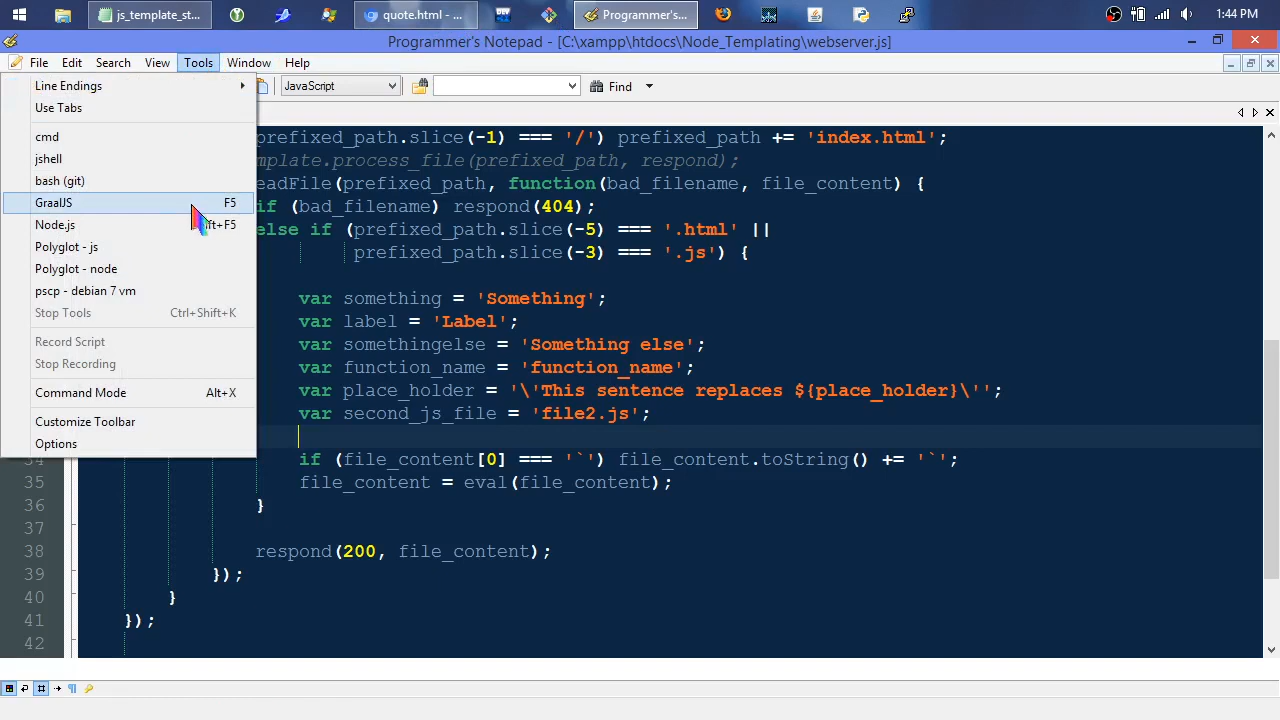 js_template_st...
quote.html - ...
Programmer's...
1:44 PM
Programmer's Notepad - [C:\xampp\htdocs\Node_Templating\webserver.js]
File Edit Search View Tools Window Help
Line Endings
Use Tabs
cmd
jshell
bash (git)
GraalJS F5
Node.js ift+F5
Polyglot - js
Polyglot - node
pscp - debian 7 vm
Stop Tools Ctrl+Shift+K
Record Script
Stop Recording
Command Mode Alt+X
Customize Toolbar
Options
JavaScript
Find
prefixed_path.slice(-1) === '/') prefixed_path += 'index.html';
mplate.process_file(prefixed_path, respond);
eadFile(prefixed_path, function(bad_filename, file_content) {
if (bad_filename) respond(404);
else if (prefixed_path.slice(-5) === '.html' ||
prefixed_path.slice(-3) === '.js') {
var something = 'Something';
var label = 'Label';
var somethingelse = 'Something else';
var function_name = 'function_name';
var place_holder = '\'This sentence replaces ${place_holder}\'';
var second_js_file = 'file2.js';
34 if (file_content[0] === '`') file_content.toString() += '`';
35 file_content = eval(file_content);
36 }
37
38 respond(200, file_content);
39 });
40 }
41 });
42